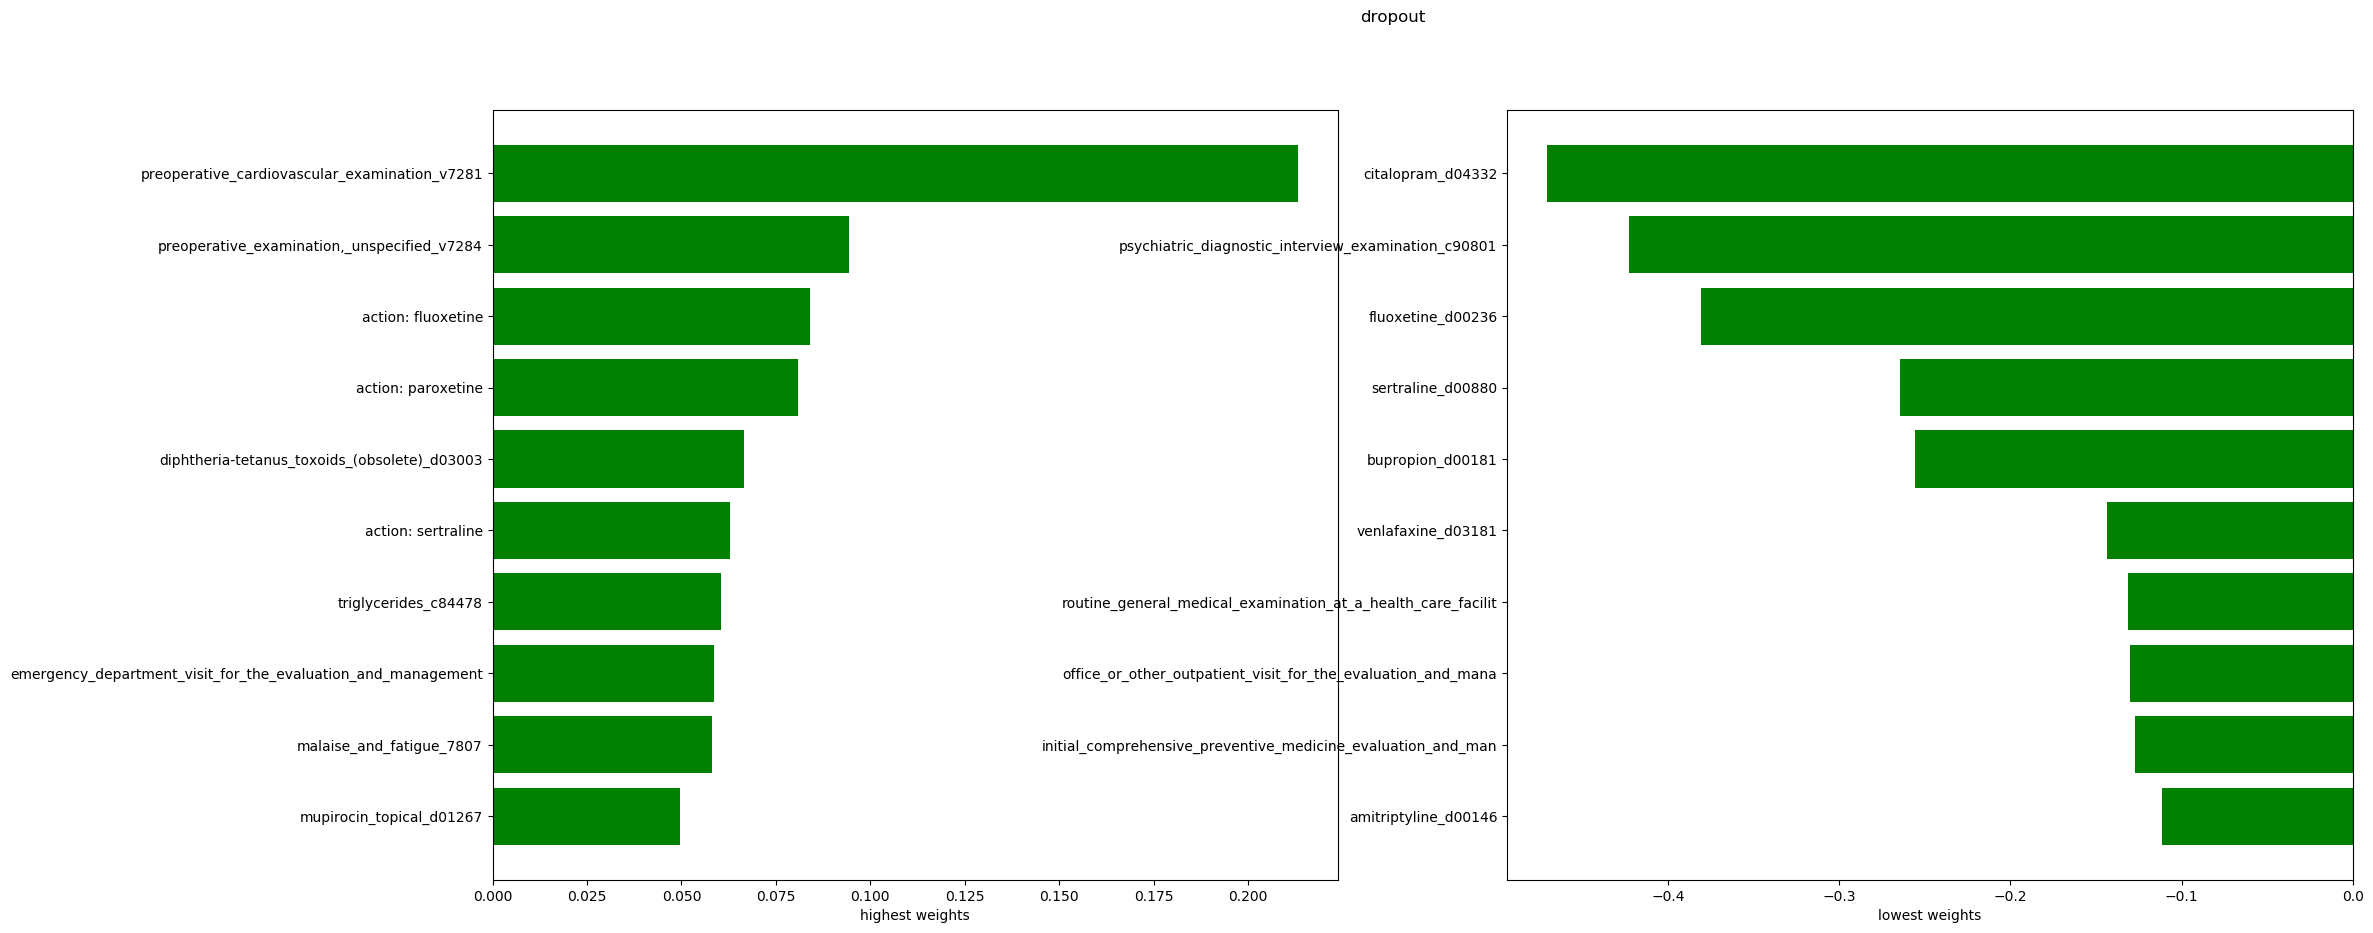 dropout
preoperative_cardiovascular_examination_v7281
preoperative_examination,_unspecified_v7284
action: fluoxetine
action: paroxetine
diphtheria-tetanus_toxoids_(obsolete)_d03003
action: sertraline
triglycerides_c84478
emergency_department_visit_for_the_evaluation_and_management
malaise_and_fatigue_7807
mupirocin_topical_d01267
0.000 0.025 0.050 0.075 0.100 0.125 0.150 0.175 0.200
highest weights
citalopram_d04332
psychiatric_diagnostic_interview_examination_c90801
fluoxetine_d00236
sertraline_d00880
bupropion_d00181
venlafaxine_d03181
routine_general_medical_examination_at_a_health_care_facilit
office_or_other_outpatient_visit_for_the_evaluation_and_mana
initial_comprehensive_preventive_medicine_evaluation_and_man
amitriptyline_d00146
−0.4 −0.3 −0.2 −0.1 0.0
lowest weights